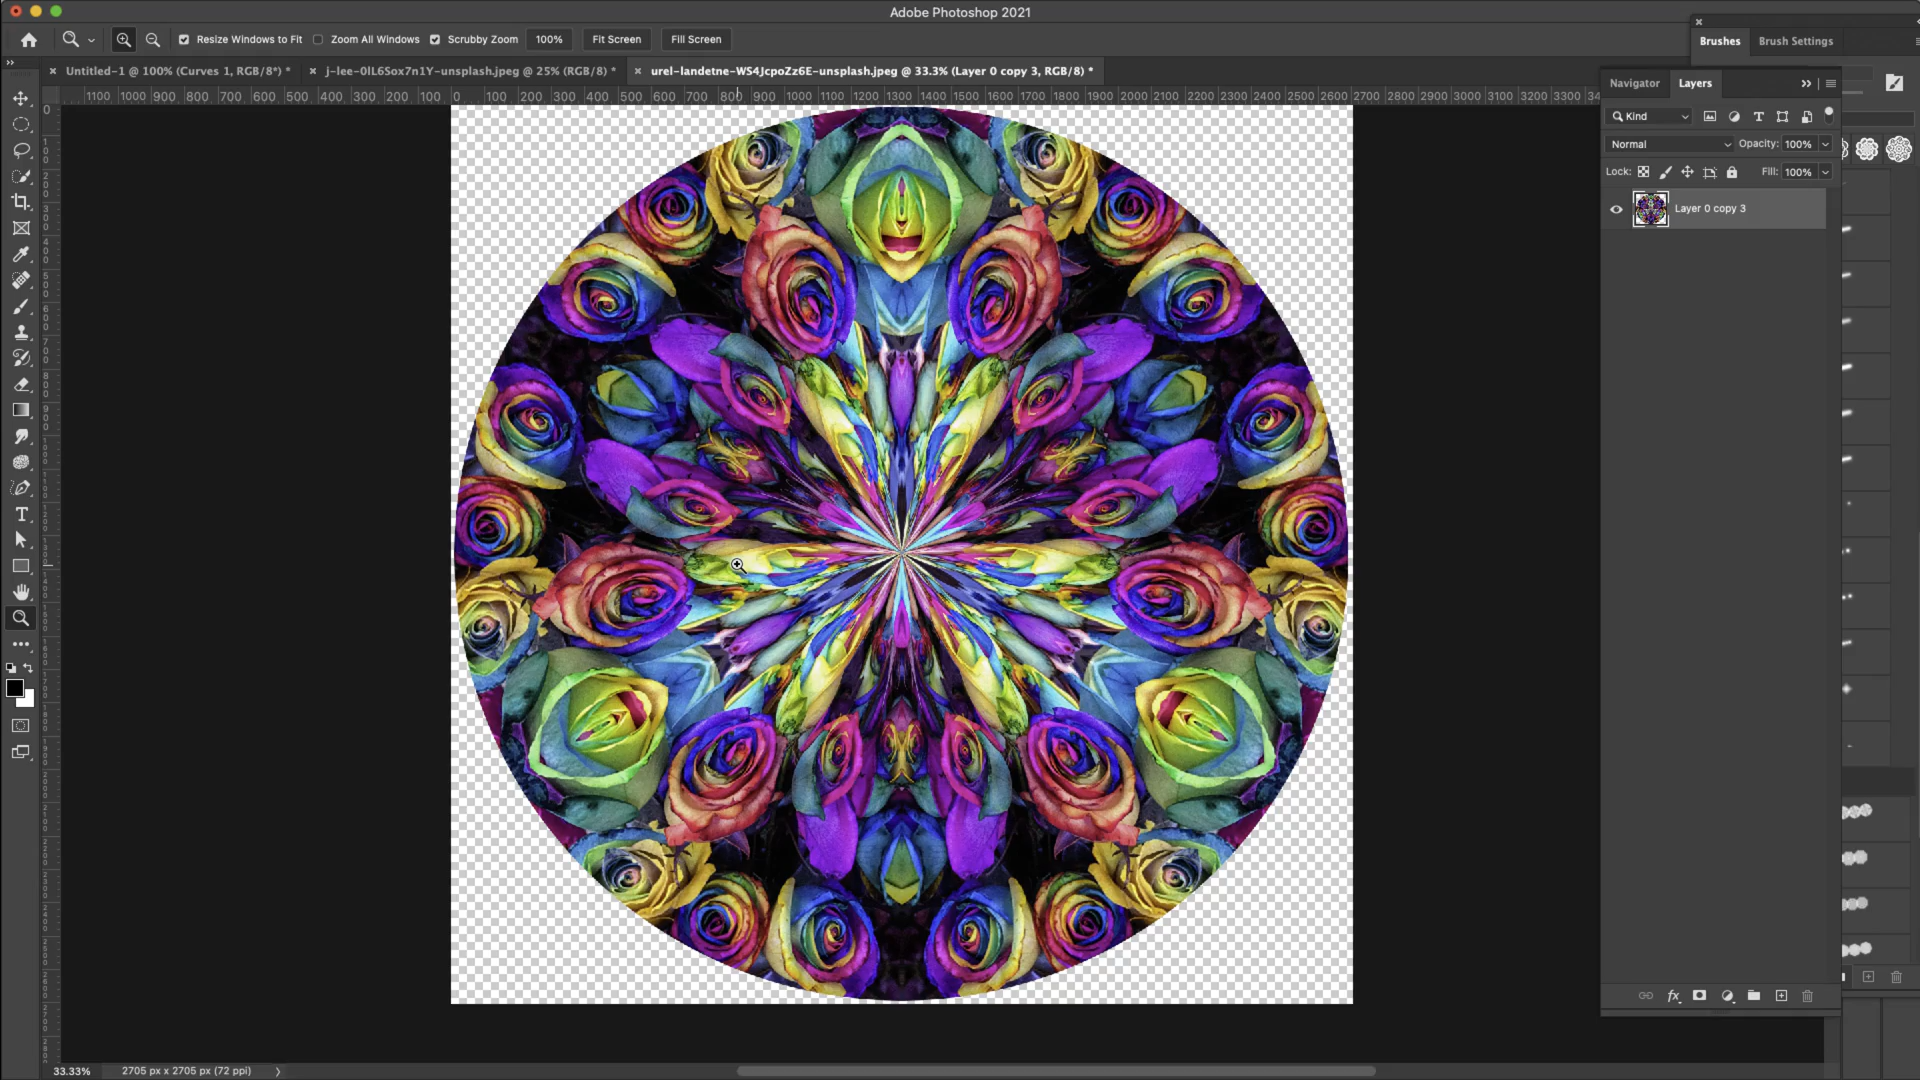 Adobe Photoshop 2021
Resize Windows to Fit Zoom All Windows Scrubby Zoom 100% Fit Screen Fill Screen
Brushes Brush Settings
Untitled-1 @ 100% (Curves 1, RGB/8*) * j-lee-0lL6Sox7n1Y-unsplash.jpeg @ 25% (RGB/8) * urel-landetne-WS4JcpoZz6E-unsplash.jpeg @ 33.3% (Layer 0 copy 3, RGB/8) *
Navigator Layers
1100 1000 900 800 700 600 500 400 300 200 100 0 100 200 300 400 500 600 700 800 900 1000 1100 1200 1300 1400 1500 1600 1700 1800 1900 2000 2100 2200 2300 2400 2500 2600 2700 2800 2900 3000 3100 3200 3300
Kind
Normal Opacity: 100%
Lock: Fill: 100%
Layer 0 copy 3
fx
33.33% 2705 px x 2705 px (72 ppi)